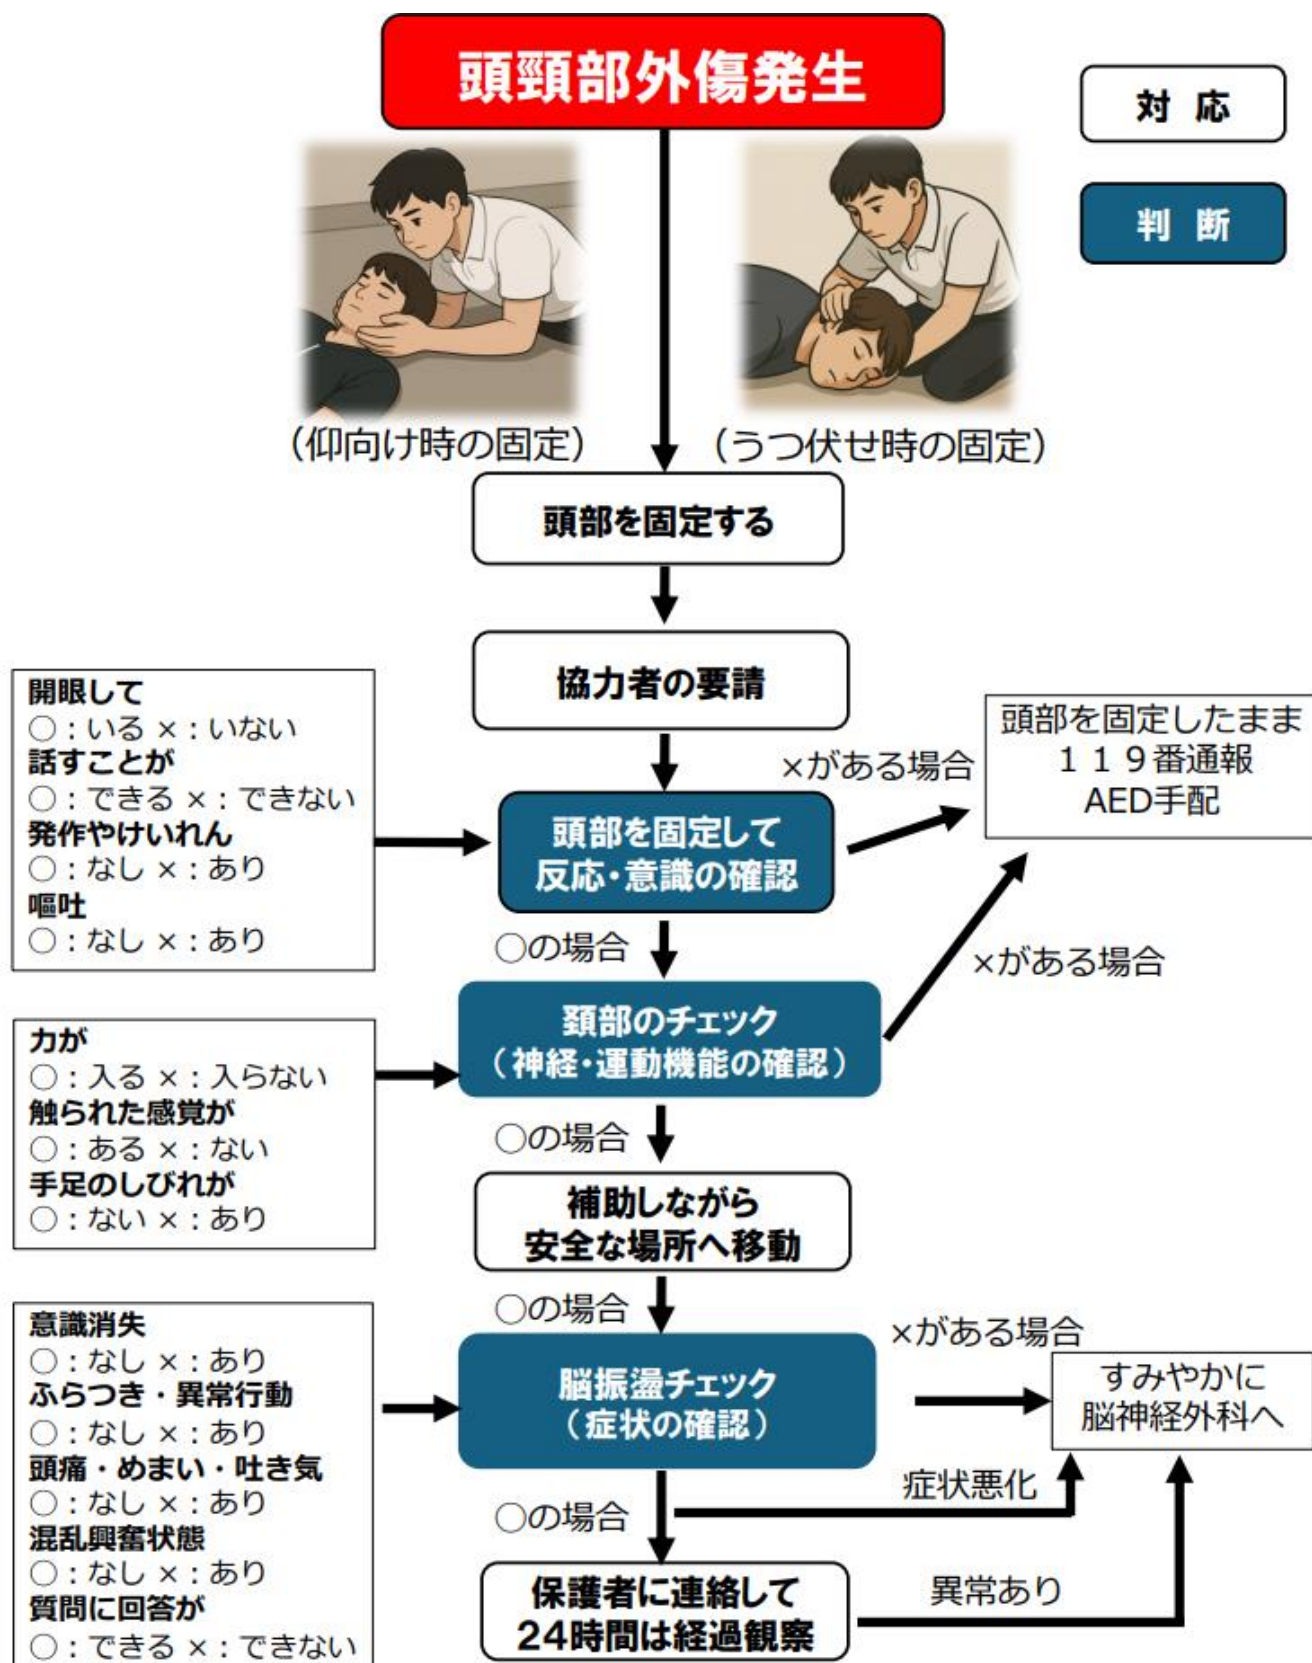 頭頸部外傷発生
対 応
判 断
（仰向け時の固定）
（うつ伏せ時の固定）
頭部を固定する
協力者の要請
開眼して
○：いる ×：いない
話すことが
○：できる ×：できない
発作やけいれん
○：なし ×：あり
嘔吐
○：なし ×：あり
×がある場合
頭部を固定したまま
１１９番通報
AED手配
頭部を固定して
反応・意識の確認
○の場合
×がある場合
力が
○：入る ×：入らない
触られた感覚が
○：ある ×：ない
手足のしびれが
○：ない ×：あり
頚部のチェック
（神経・運動機能の確認）
○の場合
補助しながら
安全な場所へ移動
○の場合
意識消失
○：なし ×：あり
ふらつき・異常行動
○：なし ×：あり
頭痛・めまい・吐き気
○：なし ×：あり
混乱興奮状態
○：なし ×：あり
質問に回答が
○：できる ×：できない
脳振盪チェック
（症状の確認）
×がある場合
すみやかに
脳神経外科へ
症状悪化
○の場合
保護者に連絡して
24時間は経過観察
異常あり